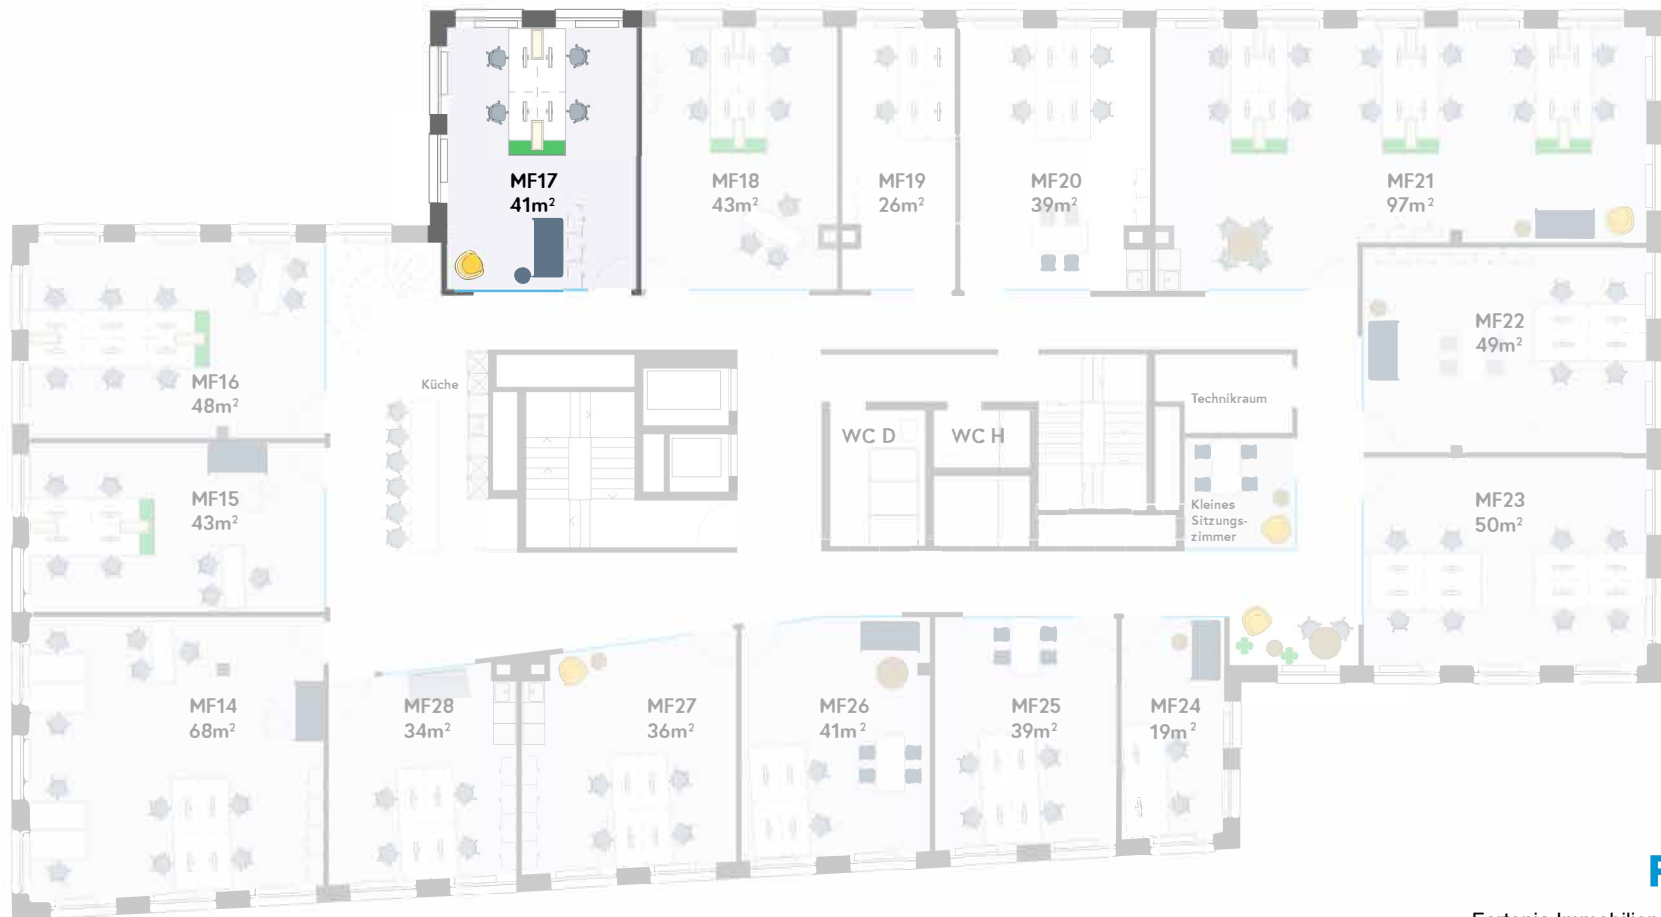 MF17
41m²
MF18
43m²
MF19
26m²
MF20
39m²
MF21
97m²
MF22
49m²
MF16
48m²
Küche
Technikraum
WC D
WC H
MF15
43m²
Kleines
Sitzungs-
zimmer
MF23
50m²
MF14
68m²
MF28
34m²
MF27
36m²
MF26
41m²
MF25
39m²
MF24
19m²